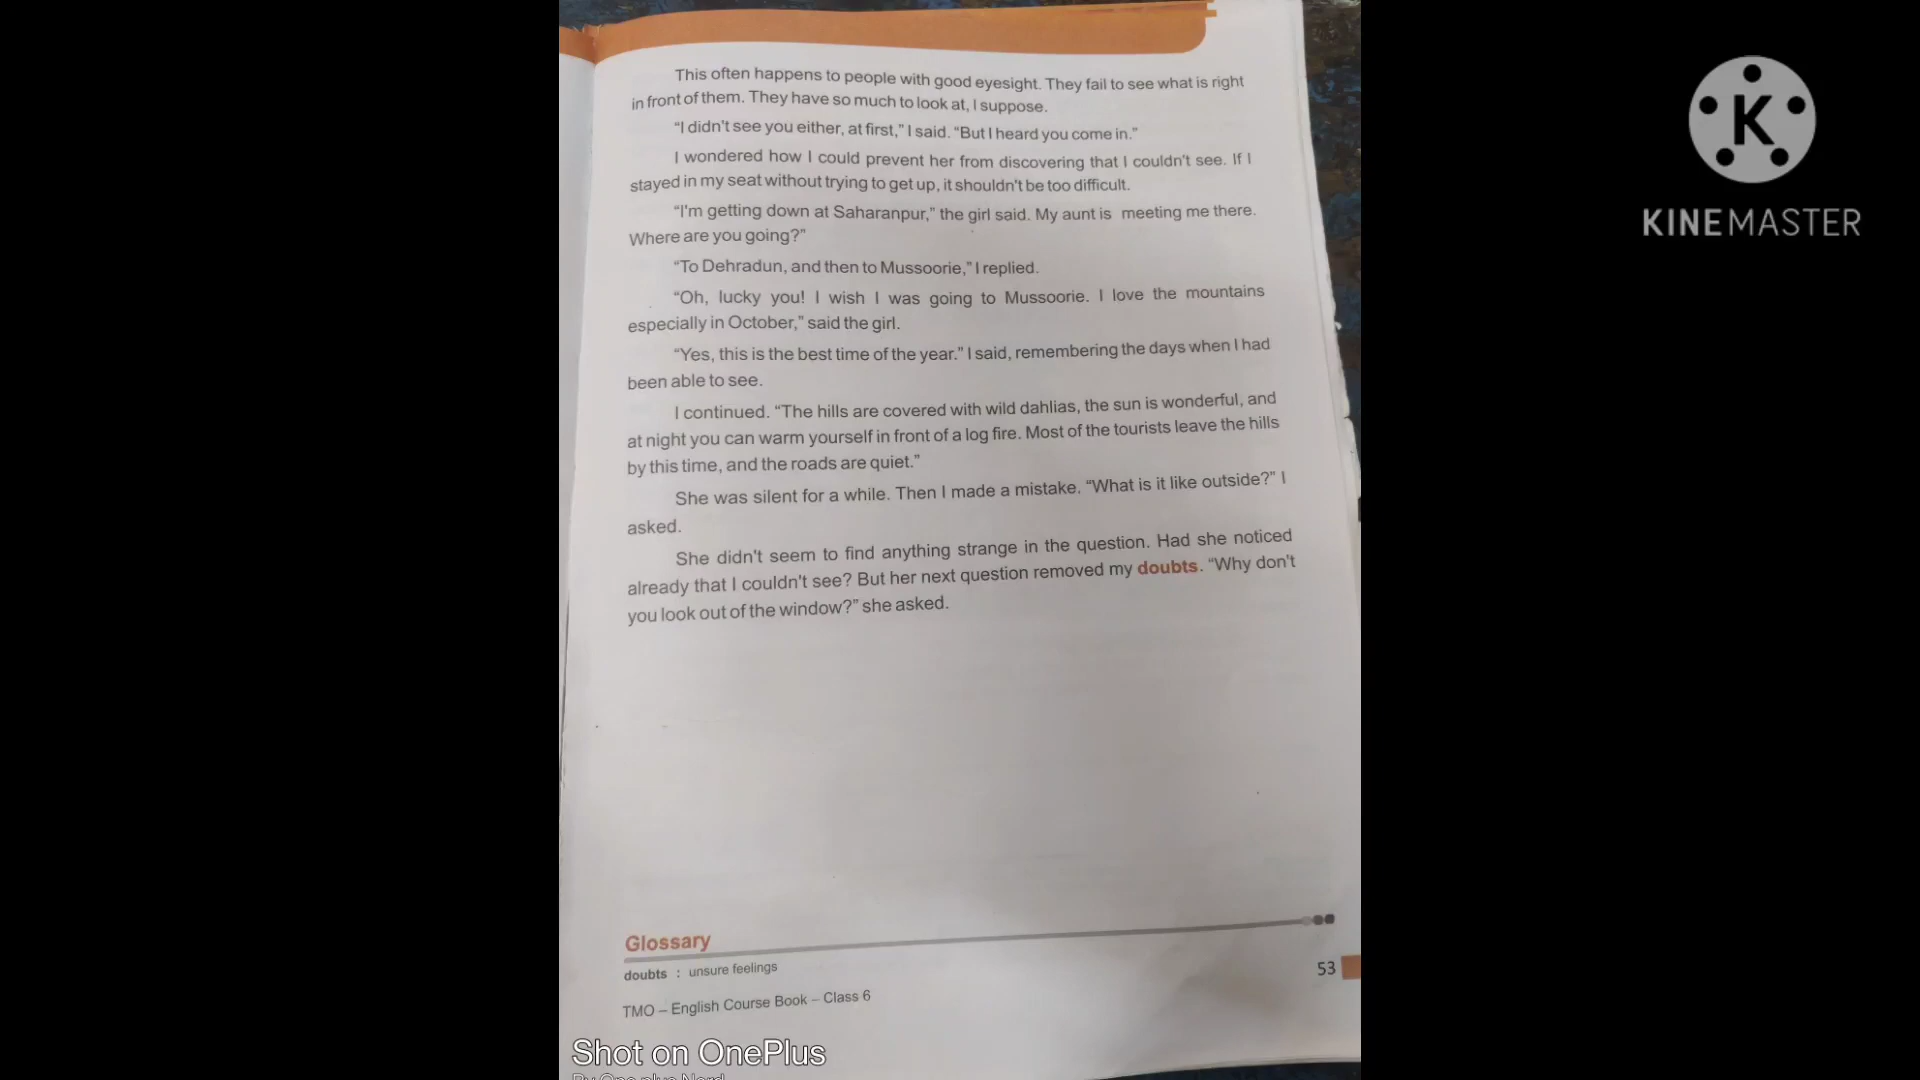 This often happens to people with good eyesight. They fail to see what is right
in front of them. They have so much to look at, I suppose.
“I didn't see you either, at first,” I said. “But I heard you come in.”
I wondered how I could prevent her from discovering that I couldn't see. If I
stayed in my seat without trying to get up, it shouldn't be too difficult.
“I'm getting down at Saharanpur,” the girl said. My aunt is meeting me there.
Where are you going?”
“To Dehradun, and then to Mussoorie,” I replied.
“Oh, lucky you! I wish I was going to Mussoorie. I love the mountains
especially in October,” said the girl.
“Yes, this is the best time of the year.” I said, remembering the days when I had
been able to see.
I continued. “The hills are covered with wild dahlias, the sun is wonderful, and
at night you can warm yourself in front of a log fire. Most of the tourists leave the hills
by this time, and the roads are quiet.”
She was silent for a while. Then I made a mistake. “What is it like outside?” I
asked.
She didn't seem to find anything strange in the question. Had she noticed
already that I couldn't see? But her next question removed my doubts. “Why don't
you look out of the window?” she asked.
Glossary
doubts : unsure feelings
53
TMO – English Course Book – Class 6
Shot on OnePlus
By One plus Nord
K
KINEMASTER